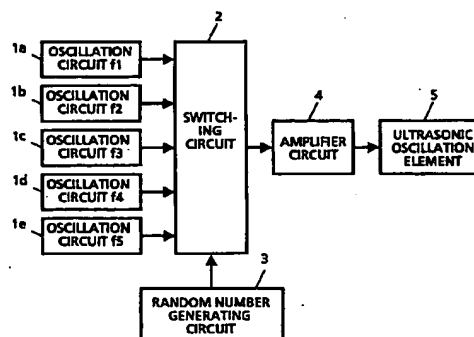 1a
OSCILLATION
CIRCUIT f1
1b
OSCILLATION
CIRCUIT f2
1c
OSCILLATION
CIRCUIT f3
1d
OSCILLATION
CIRCUIT f4
1e
OSCILLATION
CIRCUIT f5
2
SWITCH-
ING
CIRCUIT
3
RANDOM NUMBER
GENERATING
CIRCUIT
4
AMPLIFIER
CIRCUIT
5
ULTRASONIC
OSCILLATION
ELEMENT